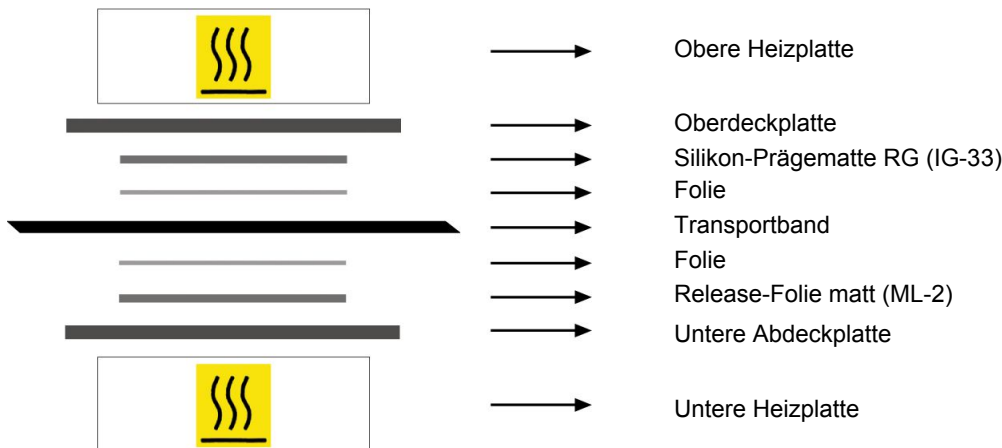 Obere Heizplatte
Oberdeckplatte
Silikon-Prägematte RG (IG-33)
Folie
Transportband
Folie
Release-Folie matt (ML-2)
Untere Abdeckplatte
Untere Heizplatte